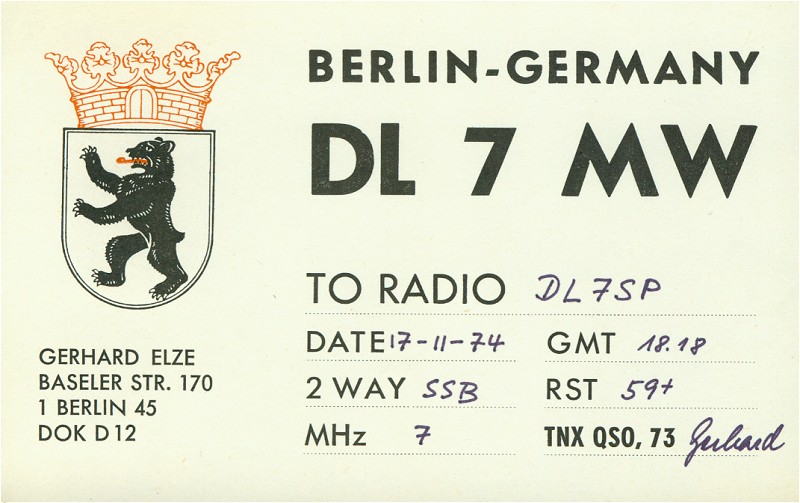 BERLIN-GERMANY
DL 7 MW
TO RADIO DL7SP
DATE 17-11-74 GMT 18.18
2 WAY SSB RST 59+
MHz 7 TNX QSO, 73 Gerhard
GERHARD ELZE
BASELER STR. 170
1 BERLIN 45
DOK D12